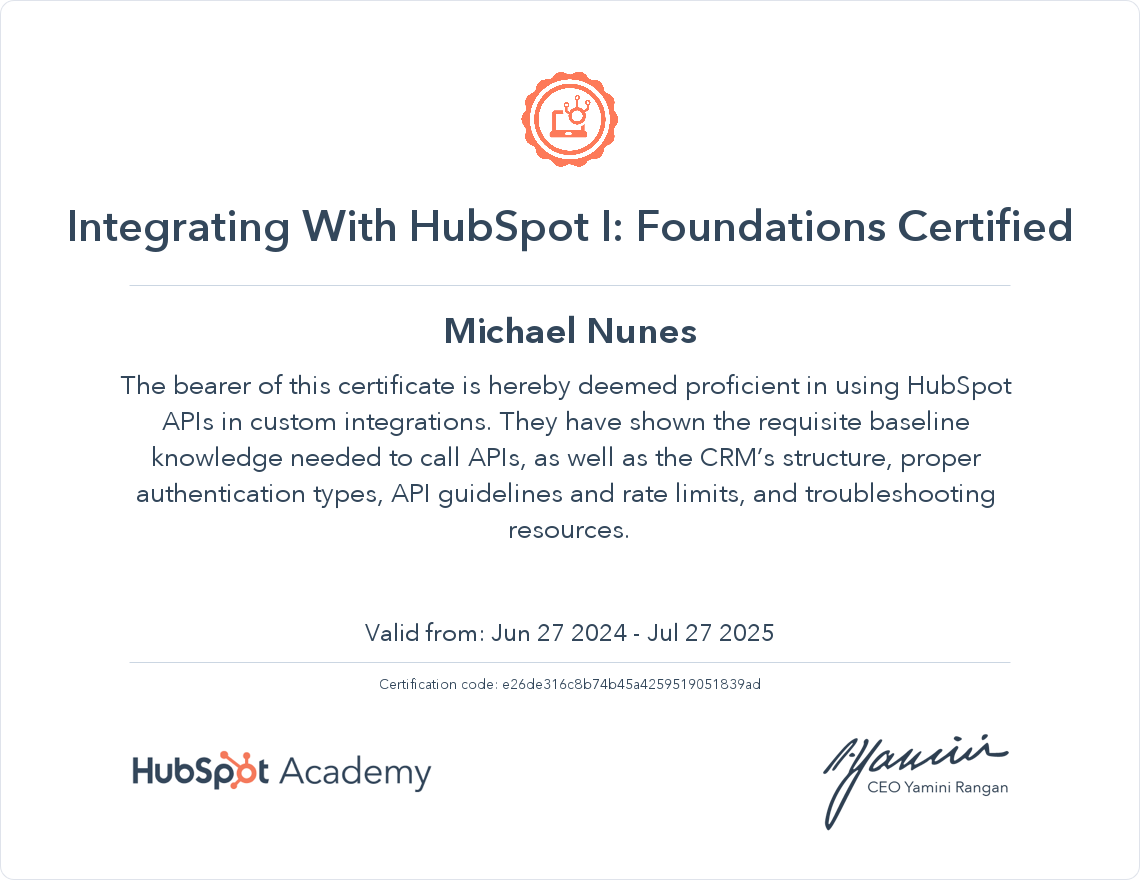 Integrating With HubSpot I: Foundations Certified
Michael Nunes
The bearer of this certificate is hereby deemed proficient in using HubSpot
APIs in custom integrations. They have shown the requisite baseline
knowledge needed to call APIs, as well as the CRM’s structure, proper
authentication types, API guidelines and rate limits, and troubleshooting
resources.
Valid from: Jun 27 2024 - Jul 27 2025
Certification code: e26de316c8b74b45a4259519051839ad
HubSpot Academy
A.Yamini
CEO Yamini Rangan